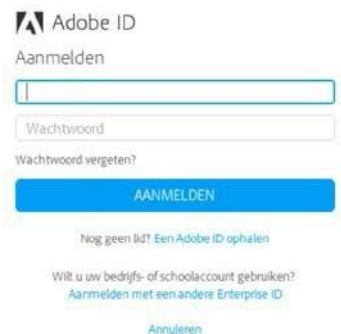 Adobe ID
Aanmelden
Wachtwoord
Wachtwoord vergeten?
AANMELDEN
Nog geen lid? Een Adobe ID ophalen
Wilt u uw bedrijfs- of schoolaccount gebruiken?
Aanmelden met een andere Enterprise ID
Annuleren